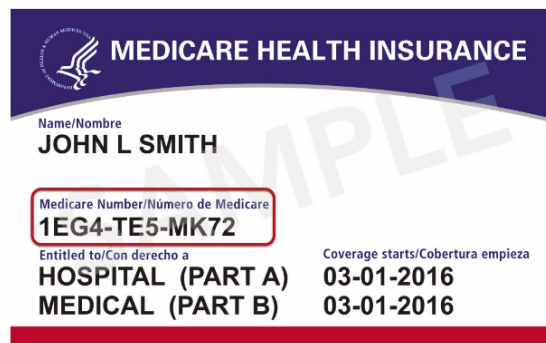 MEDICARE HEALTH INSURANCE
Name/Nombre
JOHN L SMITH
Medicare Number/Número de Medicare
1EG4-TE5-MK72
Entitled to/Con derecho a Coverage starts/Cobertura empieza
HOSPITAL (PART A) 03-01-2016
MEDICAL (PART B) 03-01-2016
SAMPLE